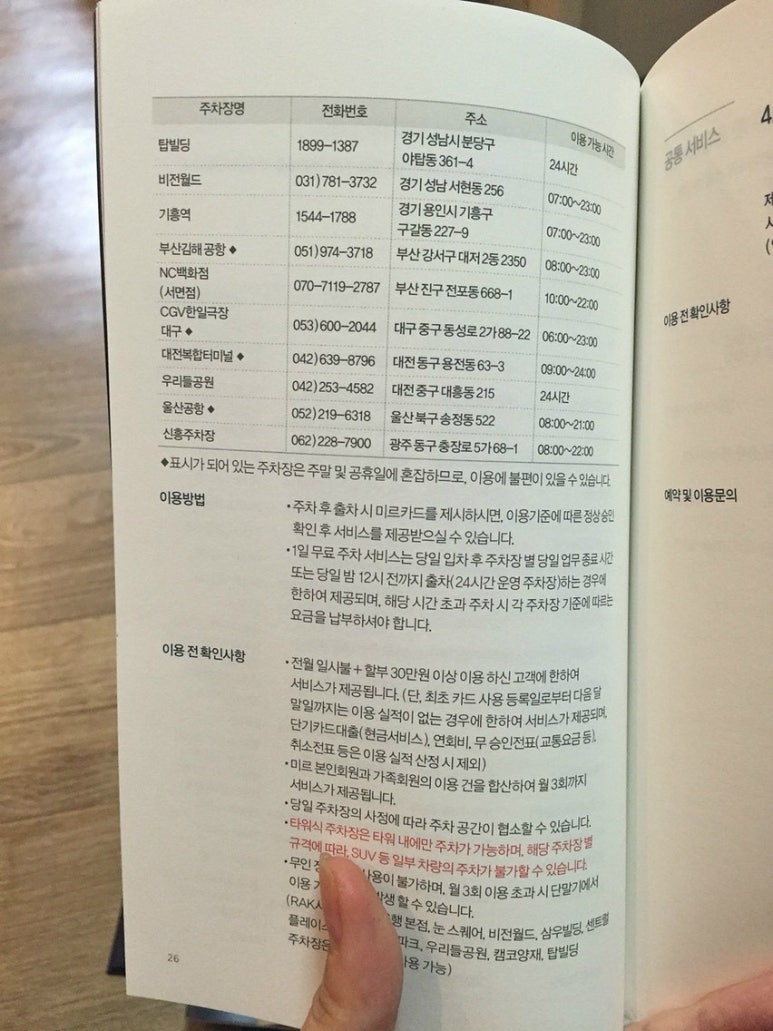 주차장명 전화번호 주소 이용 가능 시간
탑빌딩 1899-1387 경기 성남시 분당구 야탑동 361-4 24시간
비전월드 031)781-3732 경기 성남 서현동 256 07:00~23:00
기흥역 1544-1788 경기 용인시 기흥구 구갈동 227-9 07:00~23:00
부산김해 공항 ◆ 051)974-3718 부산 강서구 대저 2동 2350 08:00~23:00
NC백화점 (서면점) 070-7119-2787 부산 진구 전포동 668-1 10:00~22:00
CGV한일극장 대구 ◆ 053)600-2044 대구 중구 동성로 2가 88-22 06:00~23:00
대전복합터미널 ◆ 042)639-8796 대전 동구 용전동 63-3 09:00~24:00
우리들공원 042)253-4582 대전 중구 대흥동 215 24시간
울산공항 ◆ 052)219-6318 울산 북구 송정동 522 08:00~21:00
신흥주차장 062)228-7900 광주 동구 충장로 5가 68-1 08:00~22:00
◆표시가 되어 있는 주차장은 주말 및 공휴일에 혼잡하므로, 이용에 불편이 있을 수 있습니다.
이용방법
• 주차 후 출차 시 미르카드를 제시하시면, 이용기준에 따른 정상 승인
확인 후 서비스를 제공받으실 수 있습니다.
• 1일 무료 주차 서비스는 당일 입차 후 주차장 별 당일 업무 종료 시간
또는 당일 밤 12시 전까지 출차(24시간 운영 주차장)하는 경우에
한하여 제공되며, 해당 시간 초과 주차 시 각 주차장 기준에 따르는
요금을 납부하셔야 합니다.
이용 전 확인사항
• 전월 일시불 + 할부 30만원 이상 이용 하신 고객에 한하여
서비스가 제공됩니다. (단, 최초 카드 사용 등록일로부터 다음 달
말일까지는 이용 실적이 없는 경우에 한하여 서비스가 제공되며,
단기카드대출(현금서비스), 연회비, 무 승인전표(교통요금 등),
취소전표 등은 이용 실적 산정 시 제외)
• 미르 본인회원과 가족회원의 이용 건을 합산하여 월 3회까지
서비스가 제공됩니다.
• 당일 주차장의 사정에 따라 주차 공간이 협소할 수 있습니다.
• 타워식 주차장은 타워 내에만 주차가 가능하며, 해당 주차장 별
규격에 따라, SUV 등 일부 차량의 주차가 불가할 수 있습니다.
• 무인 사용이 불가하며, 월 3회 이용 초과 시 단말기에서
이용 발생 할 수 있습니다.
본점, 눈 스퀘어, 비전월드, 삼우빌딩, 센트럴
플레이스 파크, 우리들공원, 캠코양재, 탑빌딩
주차장은 사용 가능)
26
공통 서비스
4
이용 전 확인사항
예약 및 이용문의